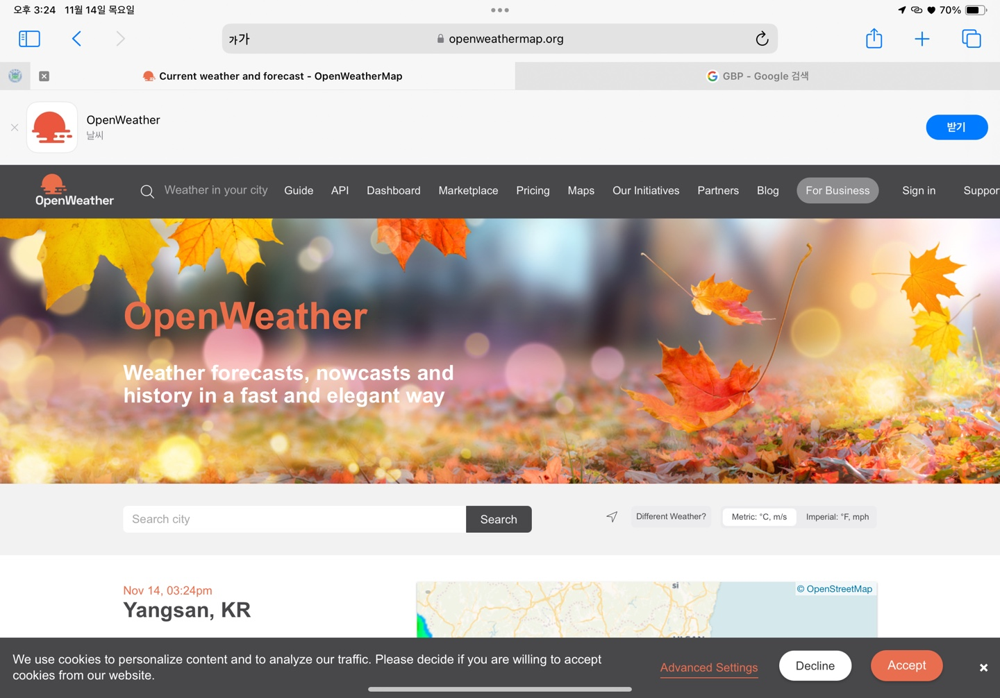 오후 3:24 11월 14일 목요일
70%
가가
openweathermap.org
Current weather and forecast - OpenWeatherMap
GBP - Google 검색
OpenWeather
날씨
받기
OpenWeather
Weather in your city
Guide
API
Dashboard
Marketplace
Pricing
Maps
Our Initiatives
Partners
Blog
For Business
Sign in
Suppor
OpenWeather
Weather forecasts, nowcasts and
history in a fast and elegant way
Search city
Search
Different Weather?
Metric: °C, m/s
Imperial: °F, mph
Nov 14, 03:24pm
Yangsan, KR
si
© OpenStreetMap
We use cookies to personalize content and to analyze our traffic. Please decide if you are willing to accept
cookies from our website.
Advanced Settings
Decline
Accept